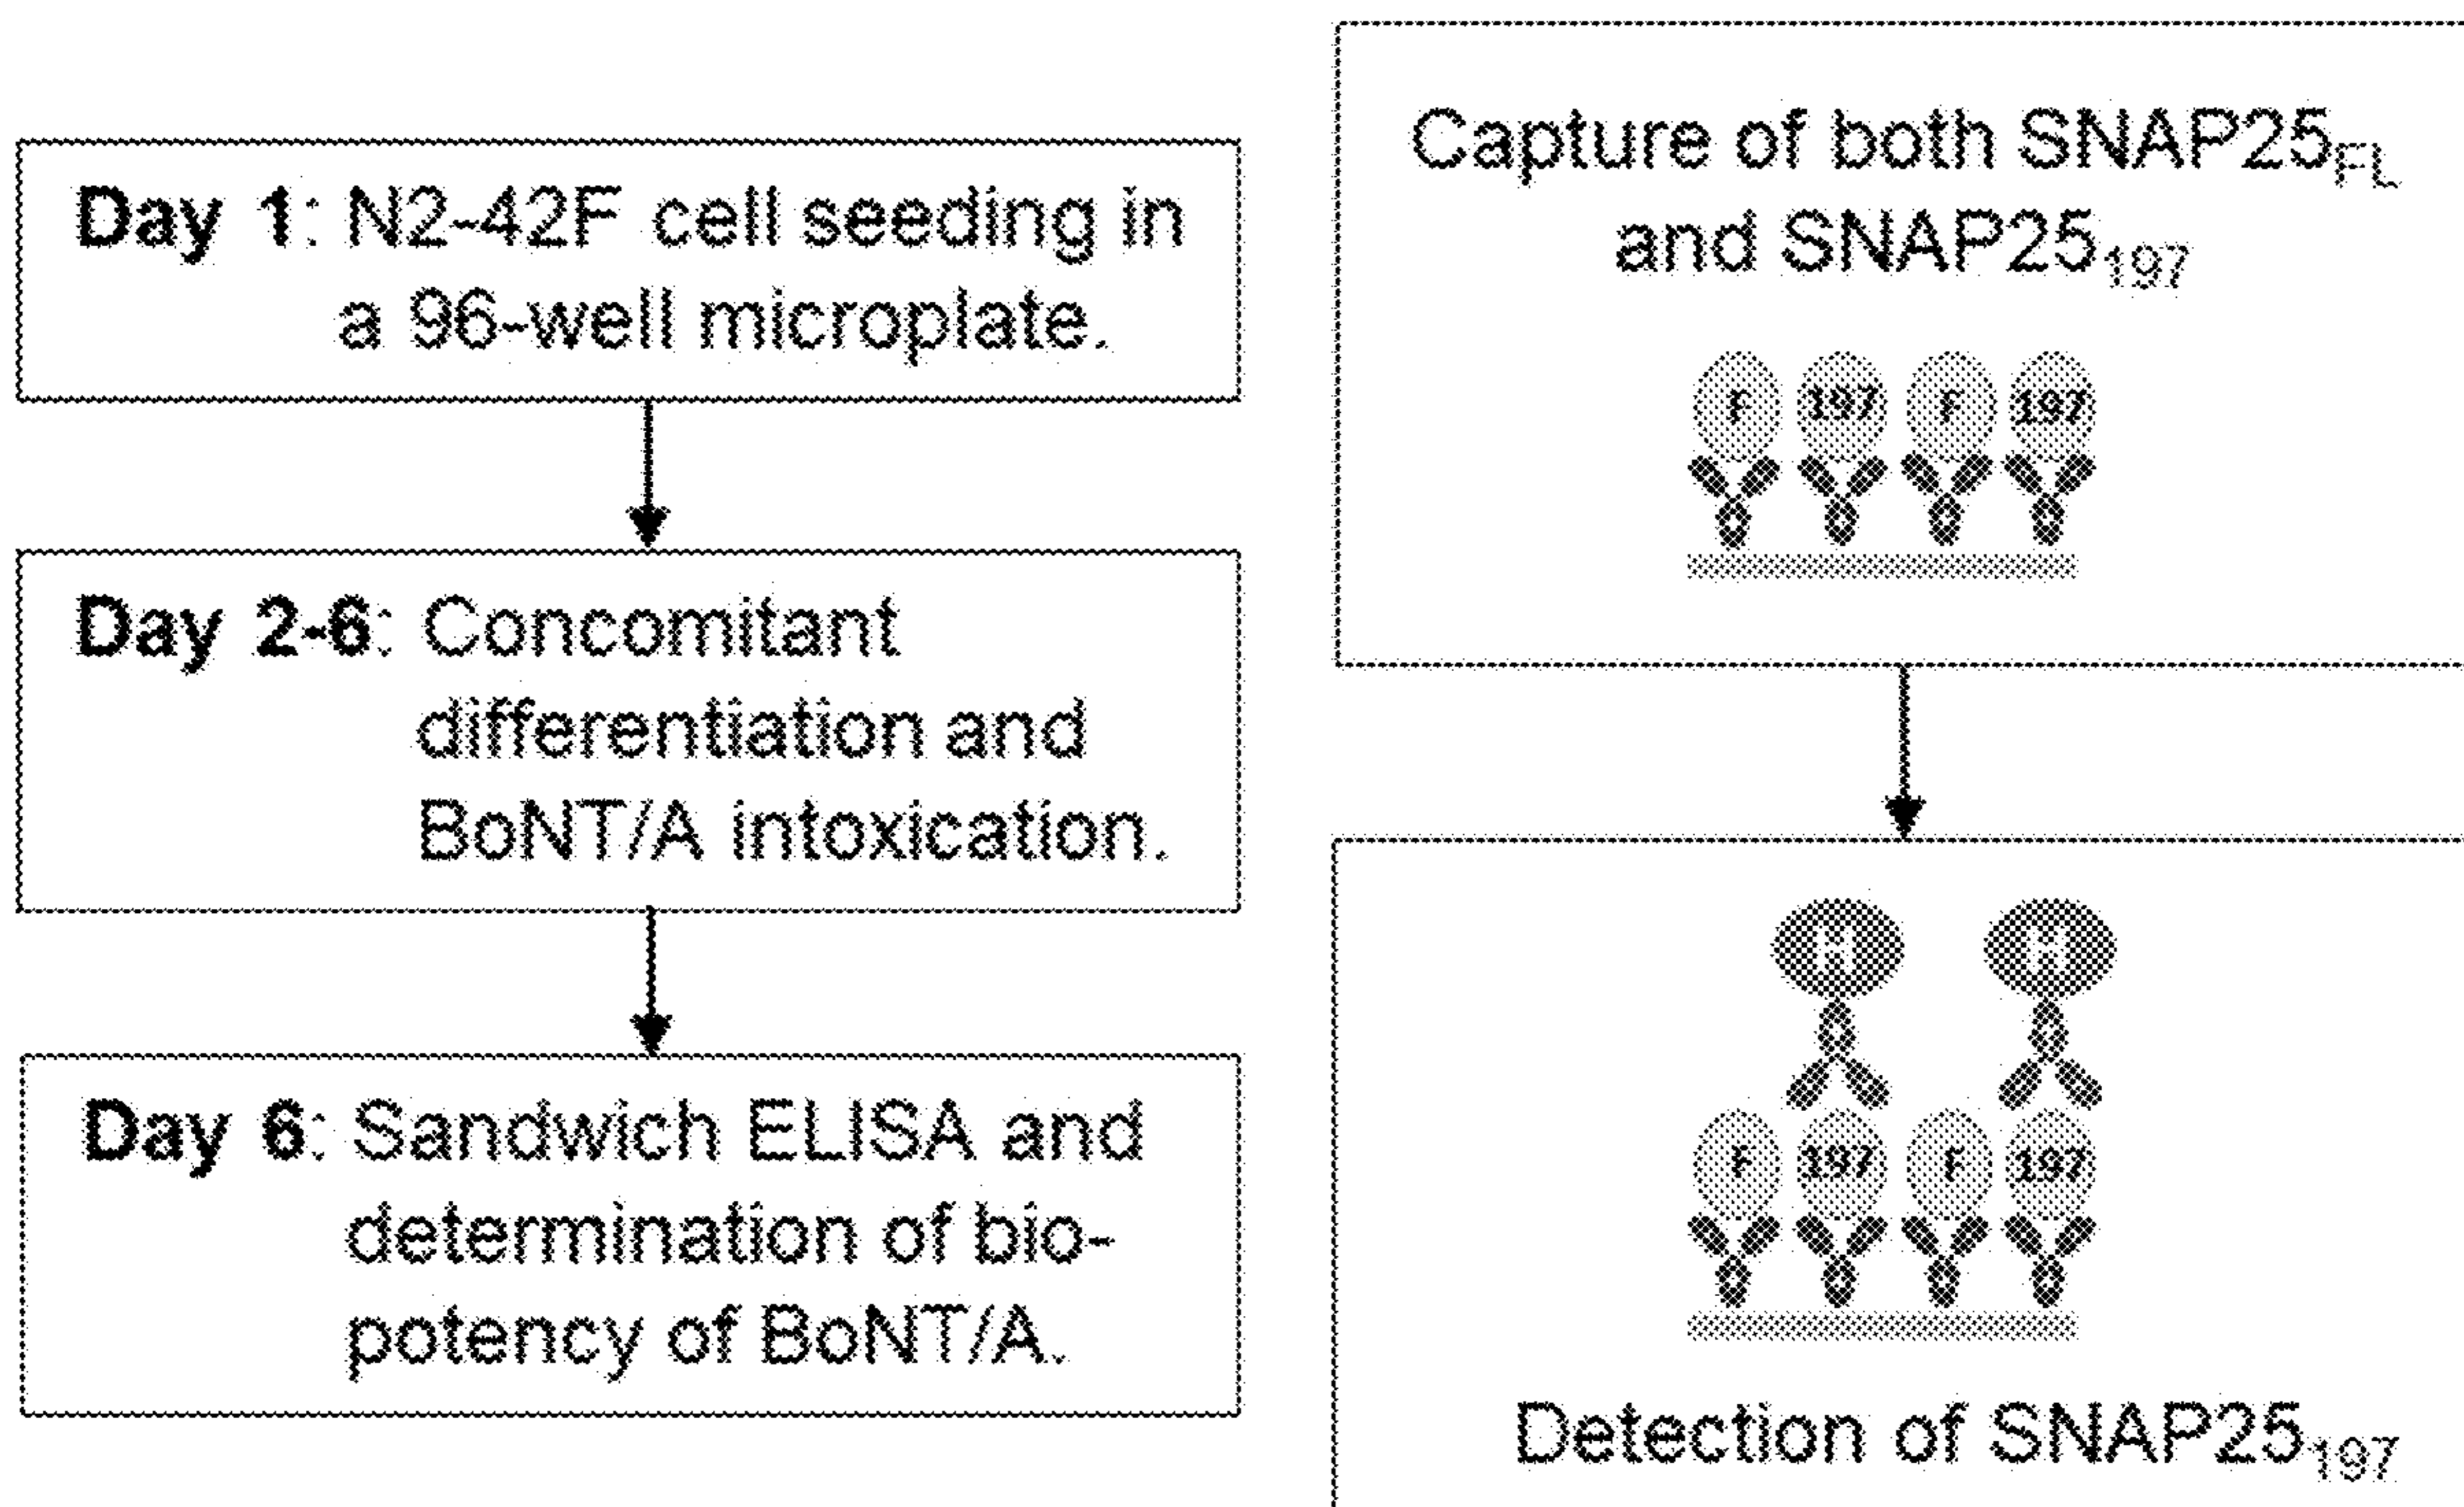 Day 1: N2-42F cell seeding in
a 96-well microplate.
Day 2-6: Concomitant
differentiation and
BoNT/A intoxication.
Day 6: Sandwich ELISA and
determination of bio-
potency of BoNT/A.
Capture of both SNAP25FL
and SNAP25197
F 197 F 197
H H
F 197 F 197
Detection of SNAP25197